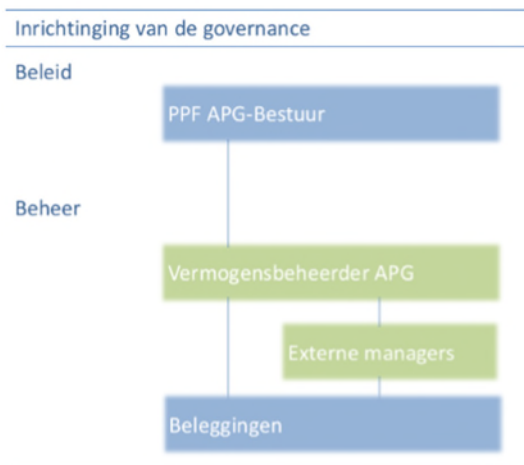 Inrichtinging van de governance
Beleid
PPF APG-Bestuur
Beheer
Vermogensbeheerder APG
Externe managers
Beleggingen